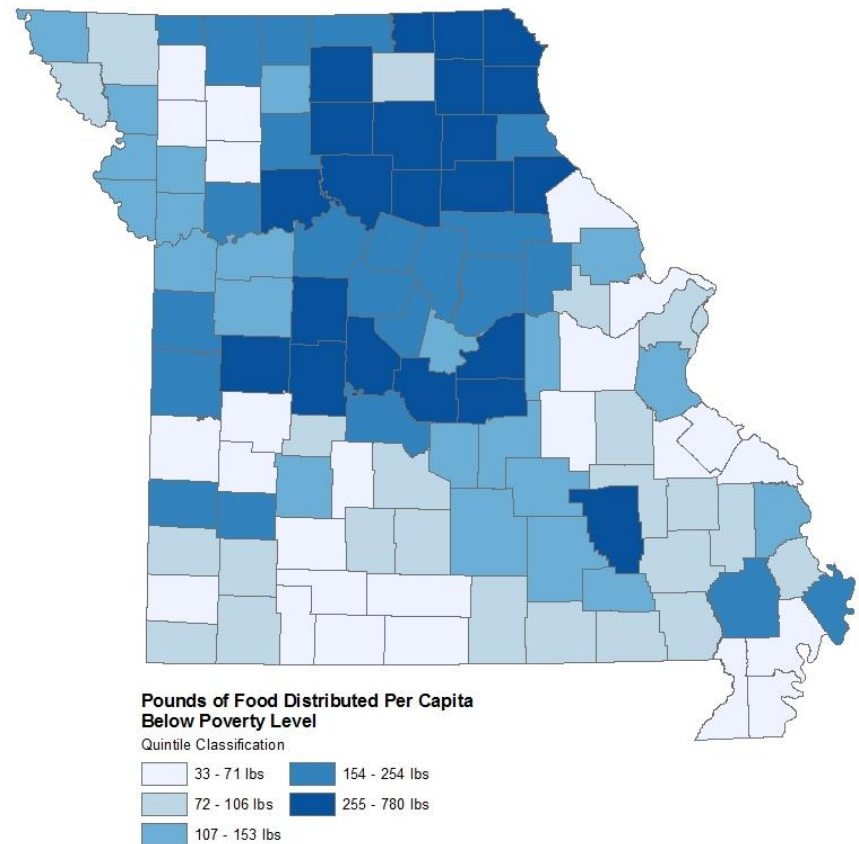 Pounds of Food Distributed Per Capita
Below Poverty Level
Quintile Classification
33 - 71 lbs
72 - 106 lbs
107 - 153 lbs
154 - 254 lbs
255 - 780 lbs